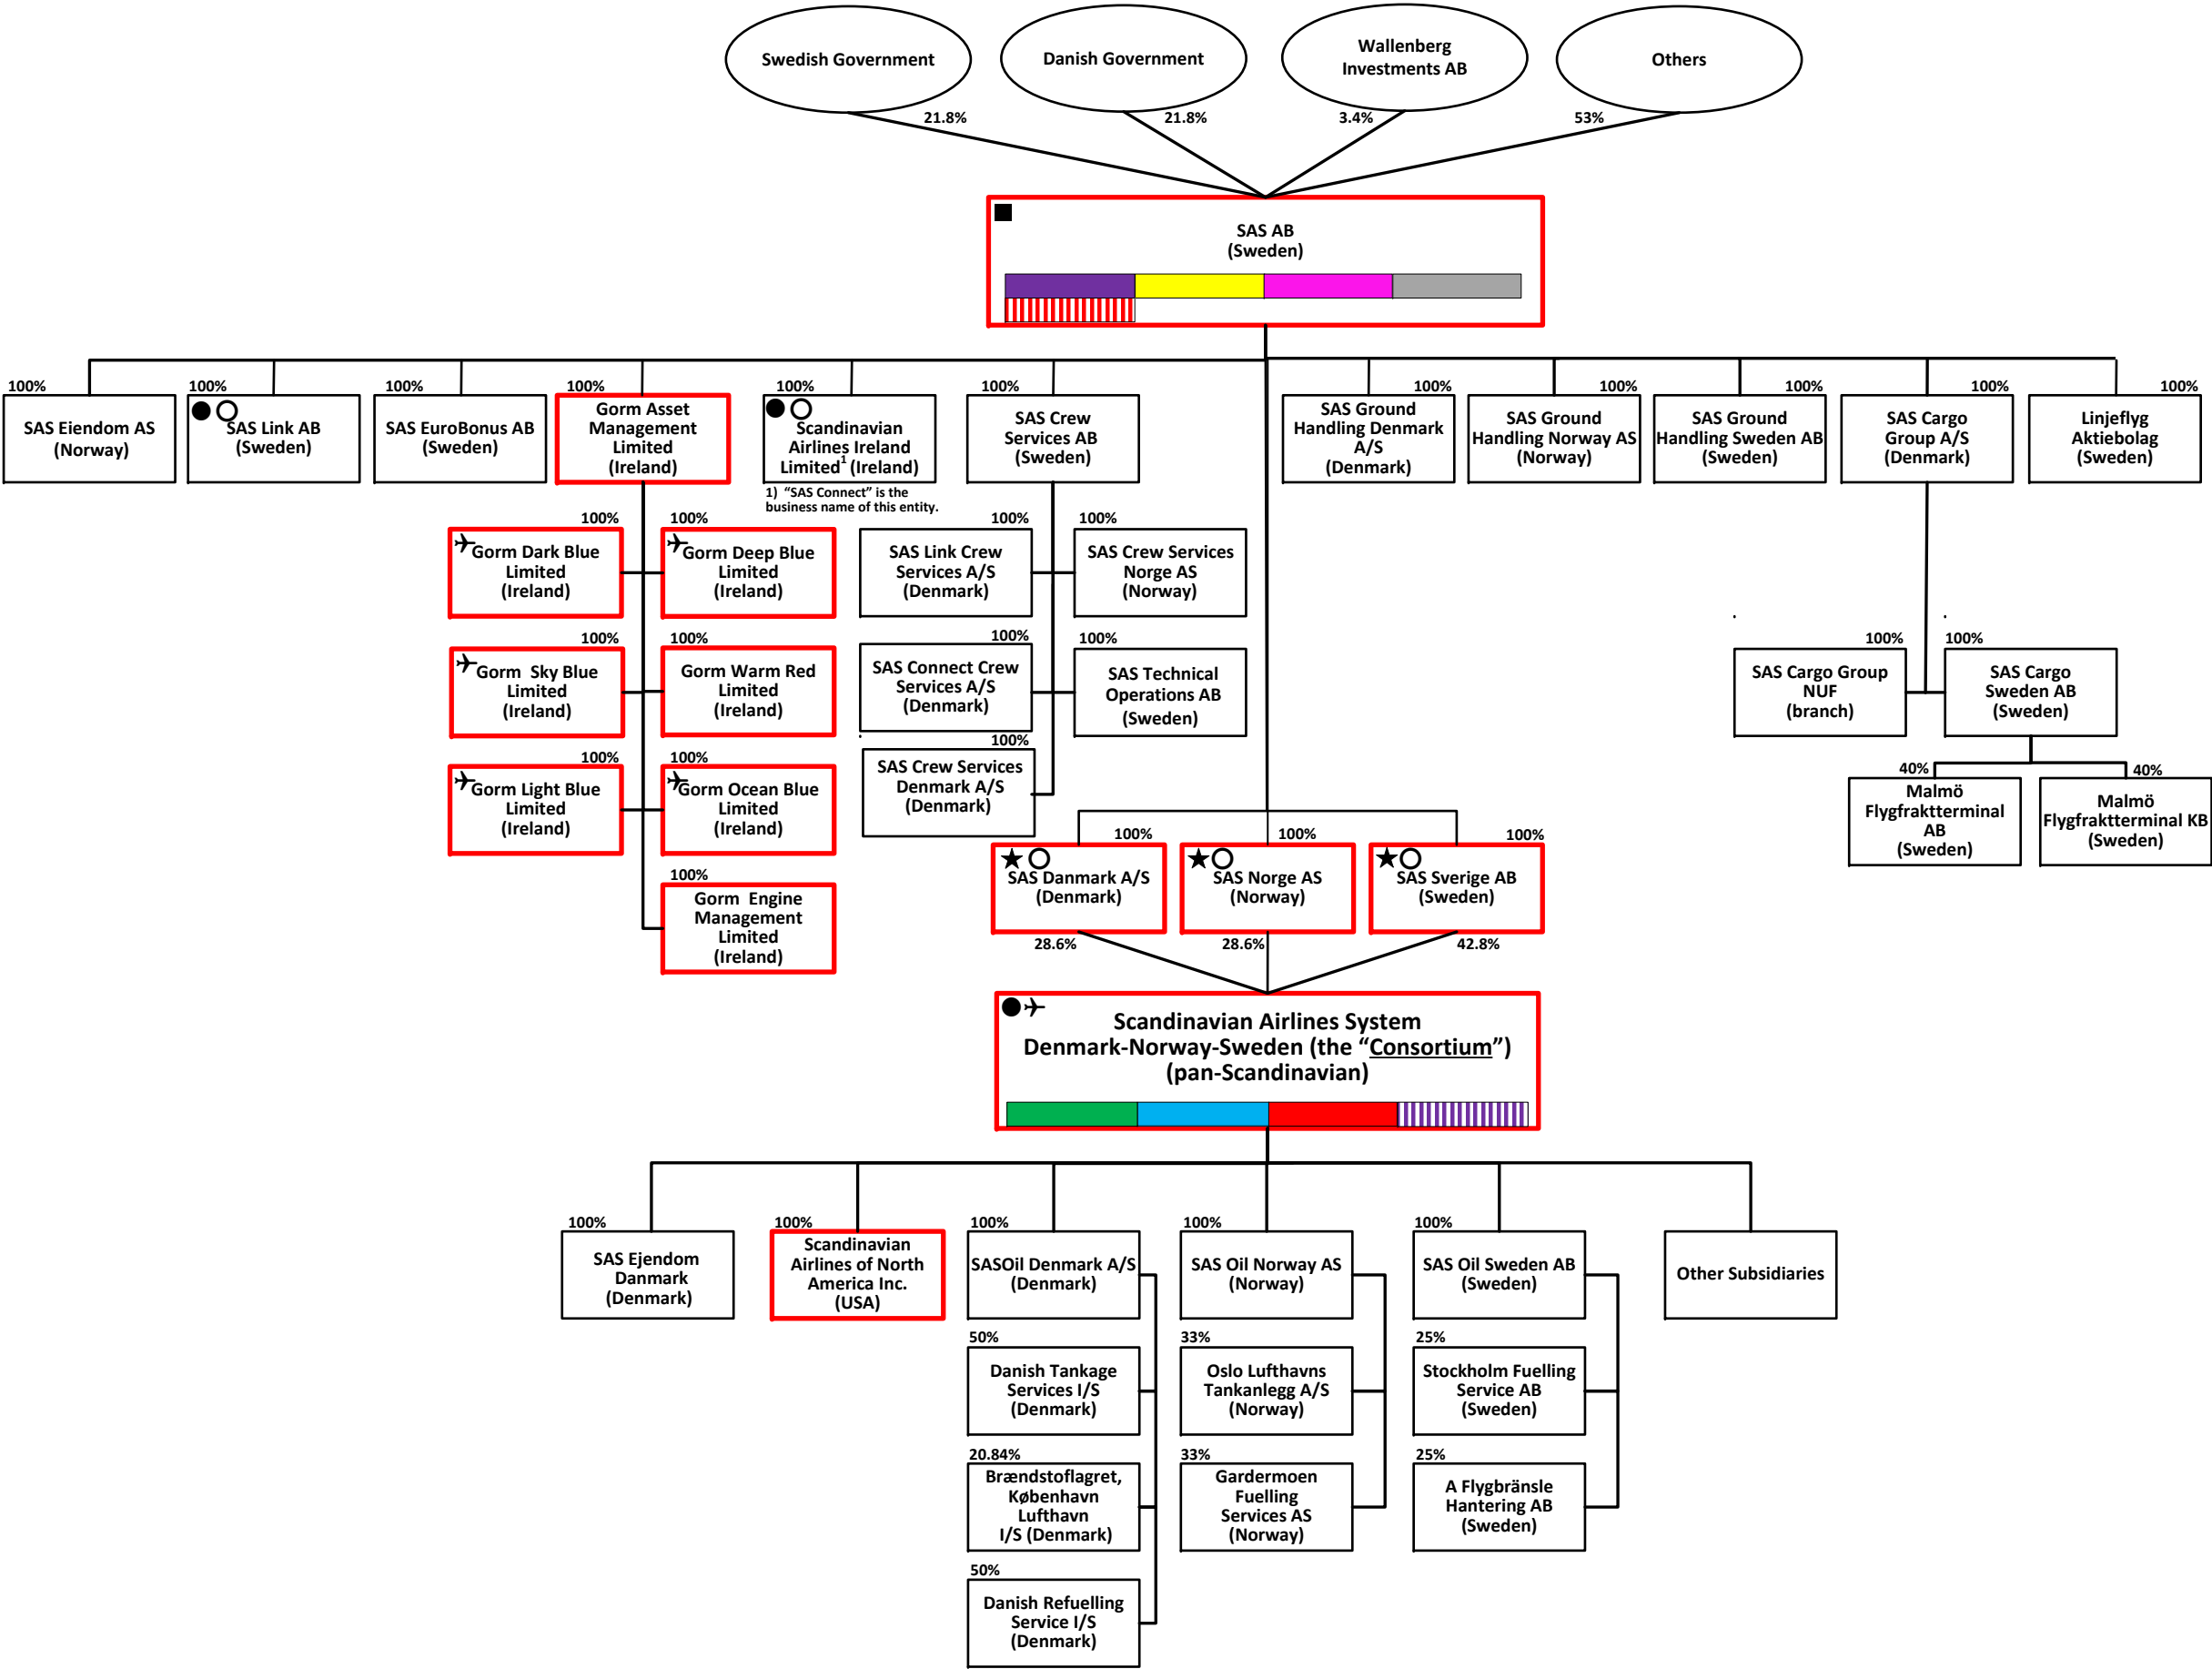 Swedish Government
Danish Government
Wallenberg
Investments AB
Others
21.8%
21.8%
3.4%
53%
SAS AB
(Sweden)
100%
SAS Eiendom AS
(Norway)
100%
SAS Link AB
(Sweden)
100%
SAS EuroBonus AB
(Sweden)
100%
Gorm Asset
Management
Limited
(Ireland)
100%
Scandinavian
Airlines Ireland
Limited1 (Ireland)
1) “SAS Connect” is the
business name of this entity.
100%
SAS Crew
Services AB
(Sweden)
100%
SAS Ground
Handling Denmark
A/S
(Denmark)
100%
SAS Ground
Handling Norway AS
(Norway)
100%
SAS Ground
Handling Sweden AB
(Sweden)
100%
SAS Cargo
Group A/S
(Denmark)
100%
Linjeflyg
Aktiebolag
(Sweden)
100%
Gorm Dark Blue
Limited
(Ireland)
100%
Gorm Deep Blue
Limited
(Ireland)
100%
Gorm Sky Blue
Limited
(Ireland)
100%
Gorm Warm Red
Limited
(Ireland)
100%
Gorm Light Blue
Limited
(Ireland)
100%
Gorm Ocean Blue
Limited
(Ireland)
100%
Gorm Engine
Management
Limited
(Ireland)
100%
SAS Link Crew
Services A/S
(Denmark)
100%
SAS Crew Services
Norge AS
(Norway)
100%
SAS Connect Crew
Services A/S
(Denmark)
100%
SAS Technical
Operations AB
(Sweden)
100%
SAS Crew Services
Denmark A/S
(Denmark)
100%
SAS Cargo Group
NUF
(branch)
100%
SAS Cargo
Sweden AB
(Sweden)
40%
Malmö
Flygfraktterminal
AB
(Sweden)
40%
Malmö
Flygfraktterminal KB
(Sweden)
100%
SAS Danmark A/S
(Denmark)
100%
SAS Norge AS
(Norway)
100%
SAS Sverige AB
(Sweden)
28.6%
28.6%
42.8%
Scandinavian Airlines System
Denmark-Norway-Sweden (the “Consortium”)
(pan-Scandinavian)
100%
SAS Ejendom
Danmark
(Denmark)
100%
Scandinavian
Airlines of North
America Inc.
(USA)
100%
SASOil Denmark A/S
(Denmark)
100%
SAS Oil Norway AS
(Norway)
100%
SAS Oil Sweden AB
(Sweden)
Other Subsidiaries
50%
Danish Tankage
Services I/S
(Denmark)
33%
Oslo Lufthavns
Tankanlegg A/S
(Norway)
25%
Stockholm Fuelling
Service AB
(Sweden)
20.84%
Brændstoflagret,
København
Lufthavn
I/S (Denmark)
33%
Gardermoen
Fuelling
Services AS
(Norway)
25%
A Flygbränsle
Hantering AB
(Sweden)
50%
Danish Refuelling
Service I/S
(Denmark)